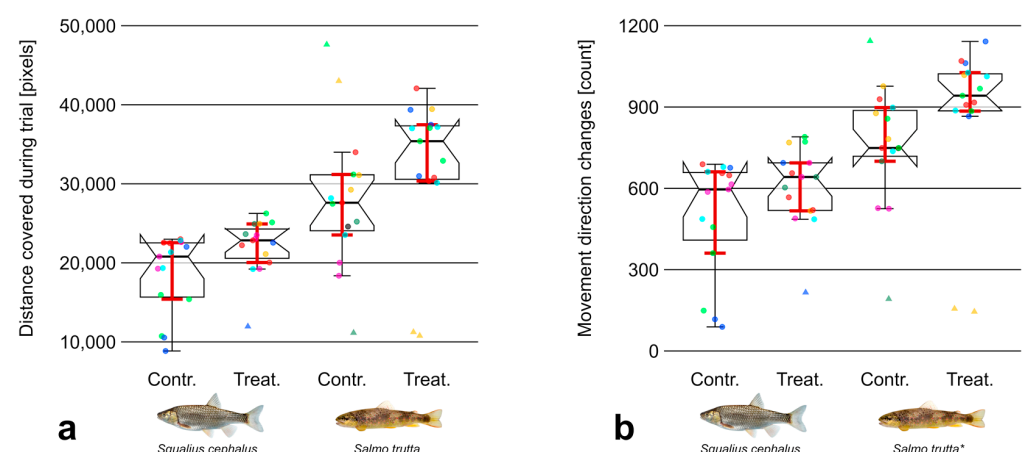 Distance covered during trial [pixels]
50,000
40,000
30,000
20,000
10,000
Contr. Treat. Contr. Treat.
a
Squalius cephalus Salmo trutta
Movement direction changes [count]
1200
900
600
300
0
Contr. Treat. Contr. Treat.
b
Squalius cephalus Salmo trutta*